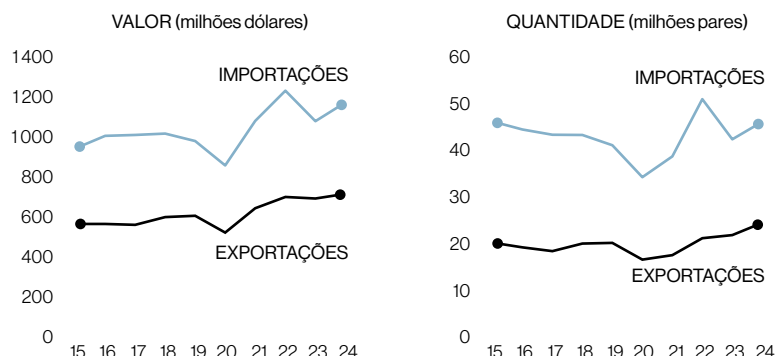 VALOR (milhões dólares)
1400
1200
1000
800
600
400
200
0
IMPORTAÇÕES
EXPORTAÇÕES
15 16 17 18 19 20 21 22 23 24
QUANTIDADE (milhões pares)
60
50
40
30
20
10
0
IMPORTAÇÕES
EXPORTAÇÕES
15 16 17 18 19 20 21 22 23 24